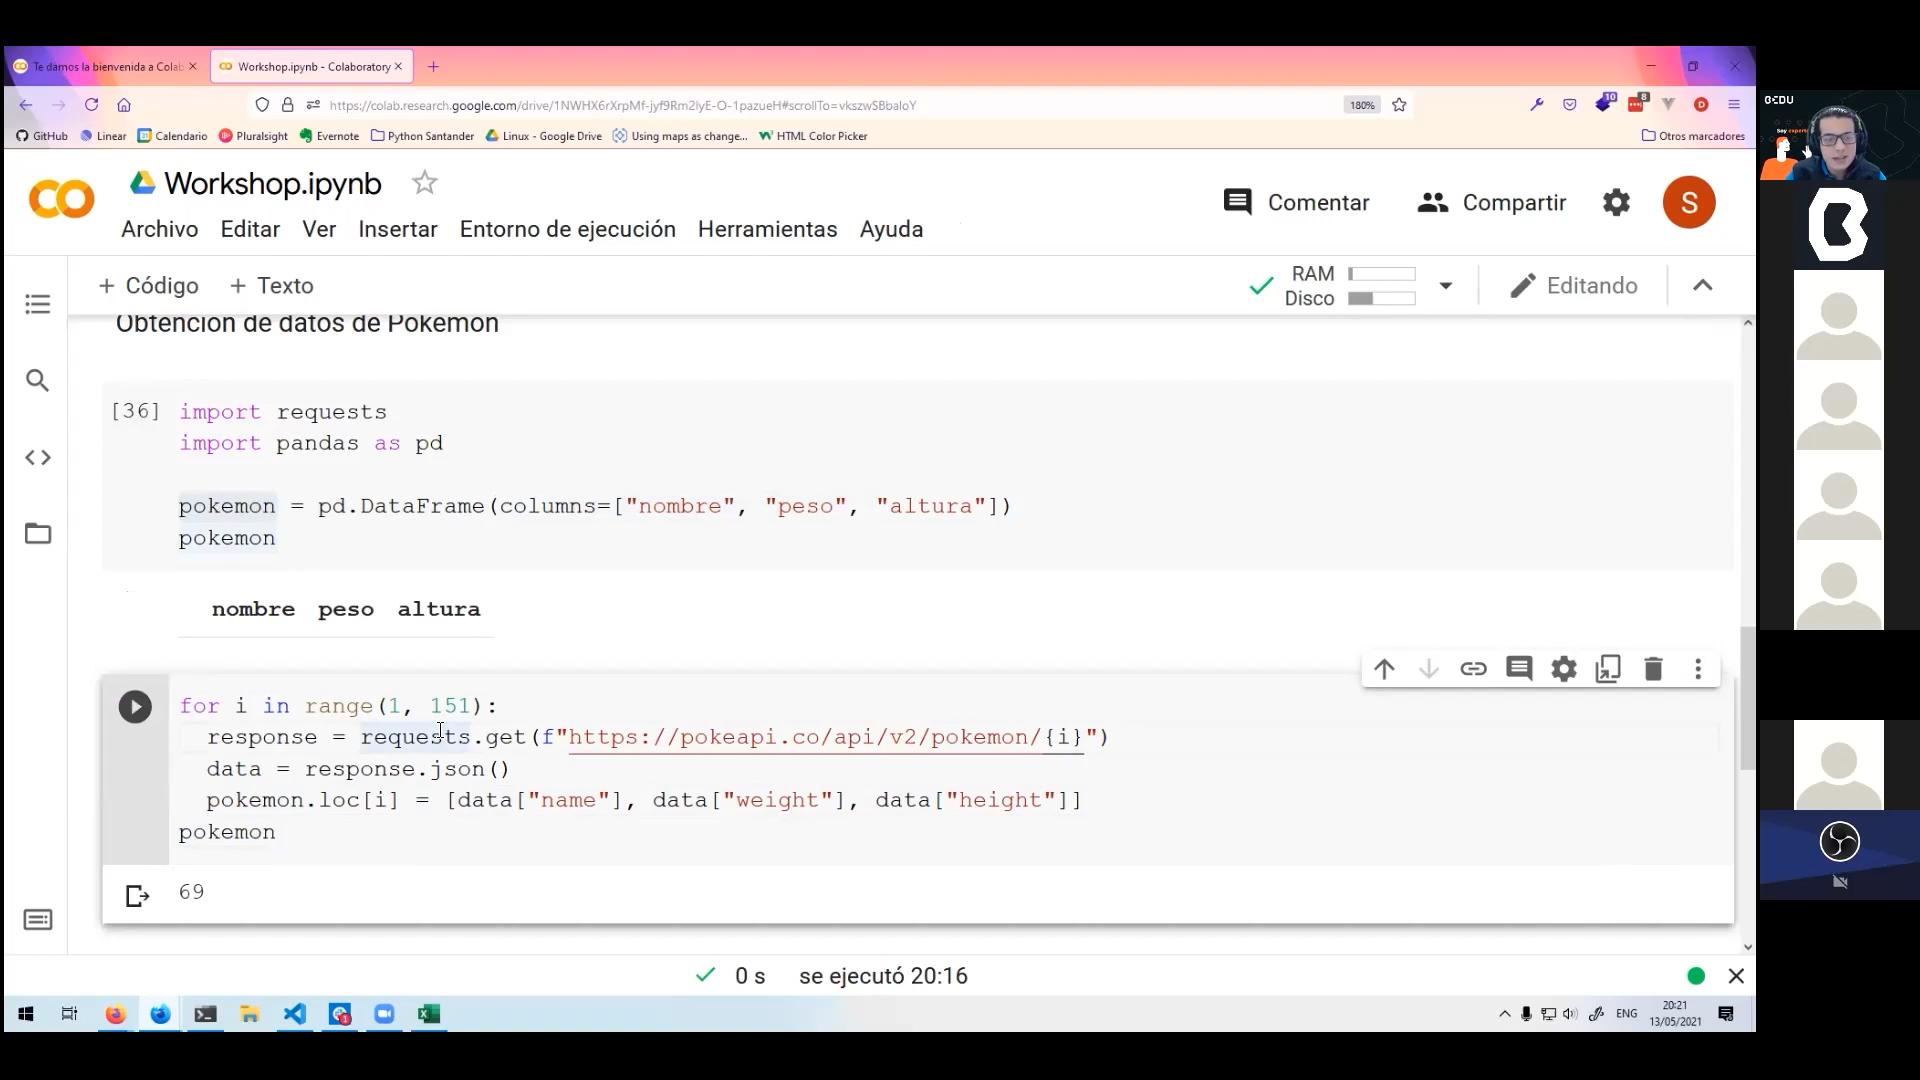 Te damos la bienvenida a Colab
Workshop.ipynb - Colaboratory
https://colab.research.google.com/drive/1NWHX6rXrpMf-jyf9Rm2IyE-O-1pazueH#scrollTo=vkszwSBbaIoY
180%
10
8
D
GitHub
Linear
Calendario
Pluralsight
Evernote
Python Santander
Linux - Google Drive
Using maps as change...
HTML Color Picker
Otros marcadores
Workshop.ipynb
Comentar
Compartir
S
Archivo Editar Ver Insertar Entorno de ejecución Herramientas Ayuda
+ Código + Texto
RAM
Disco
Editando
Obtención de datos de Pokemon
[36] import requests
import pandas as pd
pokemon = pd.DataFrame(columns=["nombre", "peso", "altura"])
pokemon
nombre peso altura
for i in range(1, 151):
response = requests.get(f"https://pokeapi.co/api/v2/pokemon/{i}")
data = response.json()
pokemon.loc[i] = [data["name"], data["weight"], data["height"]]
pokemon
69
0 s se ejecutó 20:16
ENG
20:21
13/05/2021